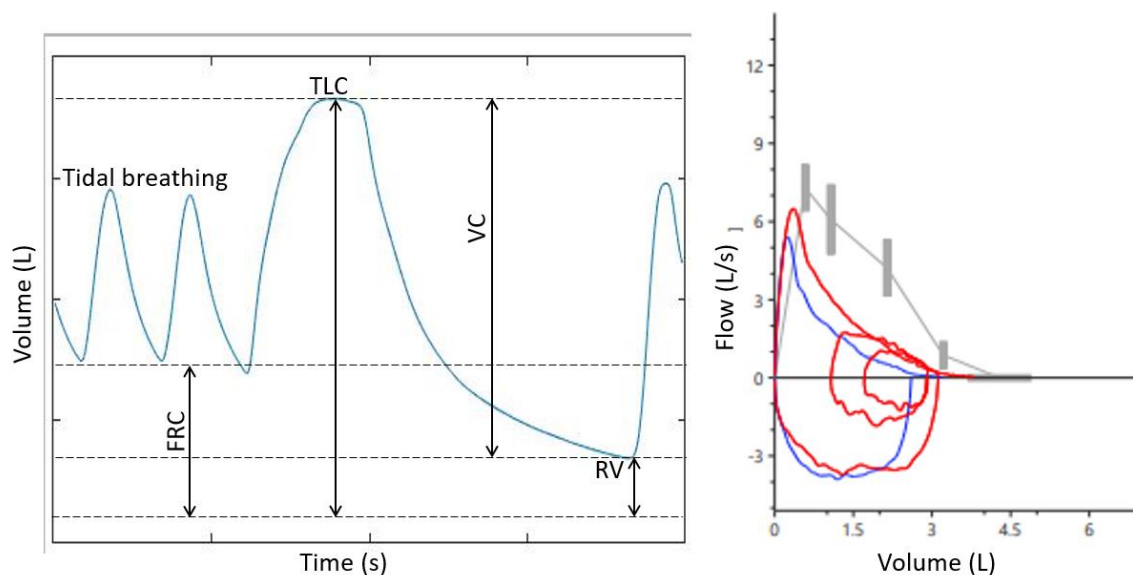 TLC
Tidal breathing
VC
FRC
RV
Volume (L)
Time (s)
12
9
6
3
0
-3
]
Flow (L/s)
0
1.5
3
4.5
6
Volume (L)